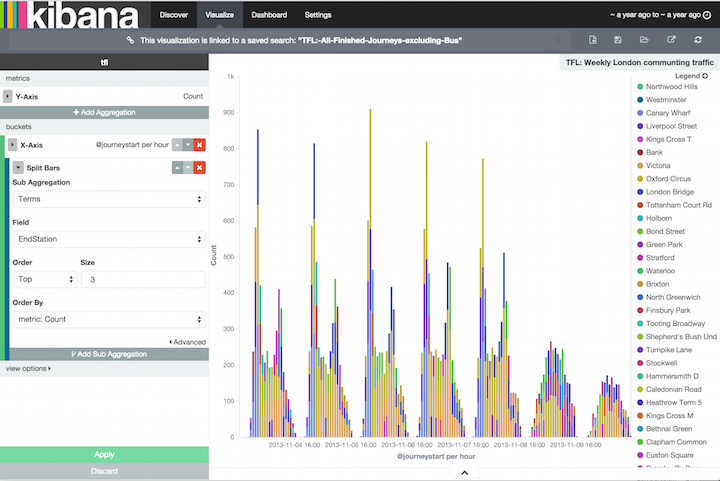 kibana
Discover
Visualize
Dashboard
Settings
~ a year ago to ~ a year ago
This visualization is linked to a saved search: "TFL:-All-Finished-Journeys-excluding-Bus"
tfl
metrics
Y-Axis
Count
Add Aggregation
buckets
X-Axis
@journeystart per hour
Split Bars
Sub Aggregation
Terms
Field
EndStation
Order
Size
Top
3
Order By
metric: Count
Advanced
Add Sub Aggregation
view options
Apply
Discard
TFL: Weekly London communting traffic
Legend
1k
900
800
700
600
500
400
300
200
100
0
Count
2013-11-04 16:00
2013-11-05 16:00
2013-11-06 16:00
2013-11-07 16:00
2013-11-08 16:00
2013-11-09 16:00
@journeystart per hour
Northwood Hills
Westminster
Canary Wharf
Liverpool Street
Kings Cross T
Bank
Victoria
Oxford Circus
London Bridge
Tottenham Court Rd
Holborn
Bond Street
Green Park
Stratford
Waterloo
Brixton
North Greenwich
Finsbury Park
Tooting Broadway
Shepherd's Bush Und
Turnpike Lane
Stockwell
Hammersmith D
Caledonian Road
Heathrow Term 5
Kings Cross M
Bethnal Green
Clapham Common
Euston Square